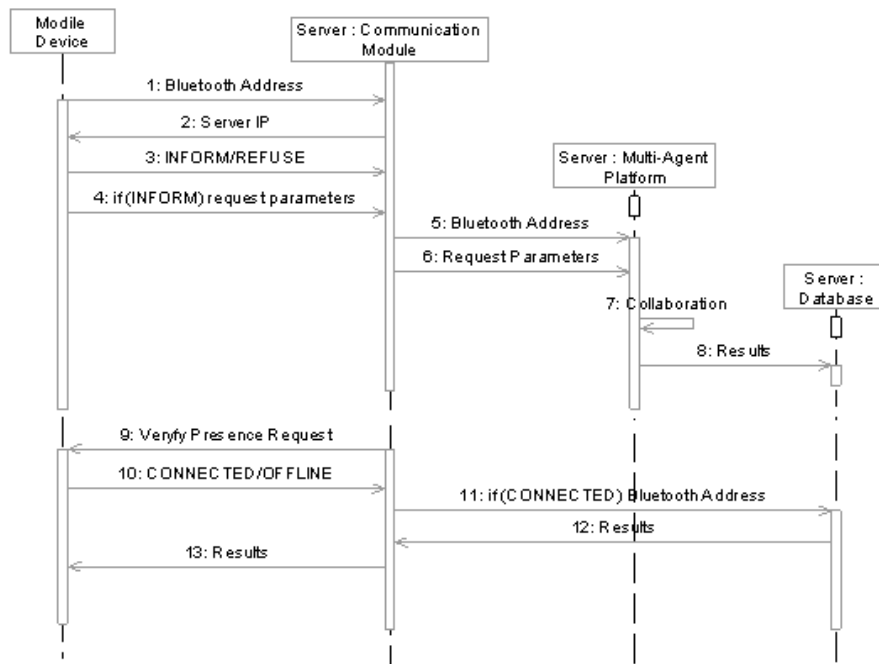 Modile
Device
Server : Communication
Module
1: Bluetooth Address
2: Server IP
3: INFORM/REFUSE
Server : Multi-Agent
Platform
4: if(INFORM) request parameters
5: Bluetooth Address
6: Request Parameters
Server :
Database
7: Collaboration
8: Results
9: Veryfy Presence Request
10: CONNECTED/OFFLINE
11: if(CONNECTED) Bluetooth Address
12: Results
13: Results